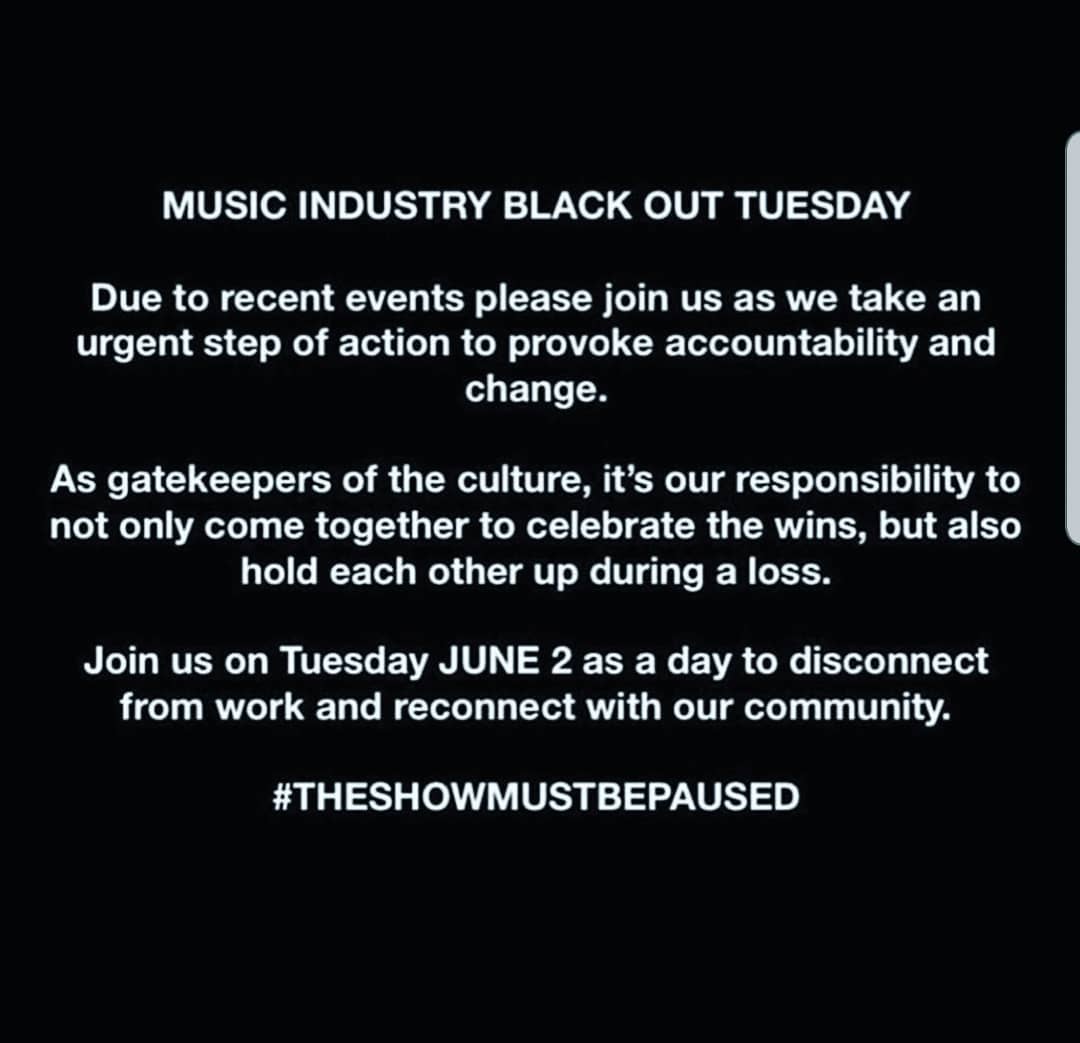 MUSIC INDUSTRY BLACK OUT TUESDAY
Due to recent events please join us as we take an
urgent step of action to provoke accountability and
change.
As gatekeepers of the culture, it’s our responsibility to
not only come together to celebrate the wins, but also
hold each other up during a loss.
Join us on Tuesday JUNE 2 as a day to disconnect
from work and reconnect with our community.
#THESHOWMUSTBEPAUSED